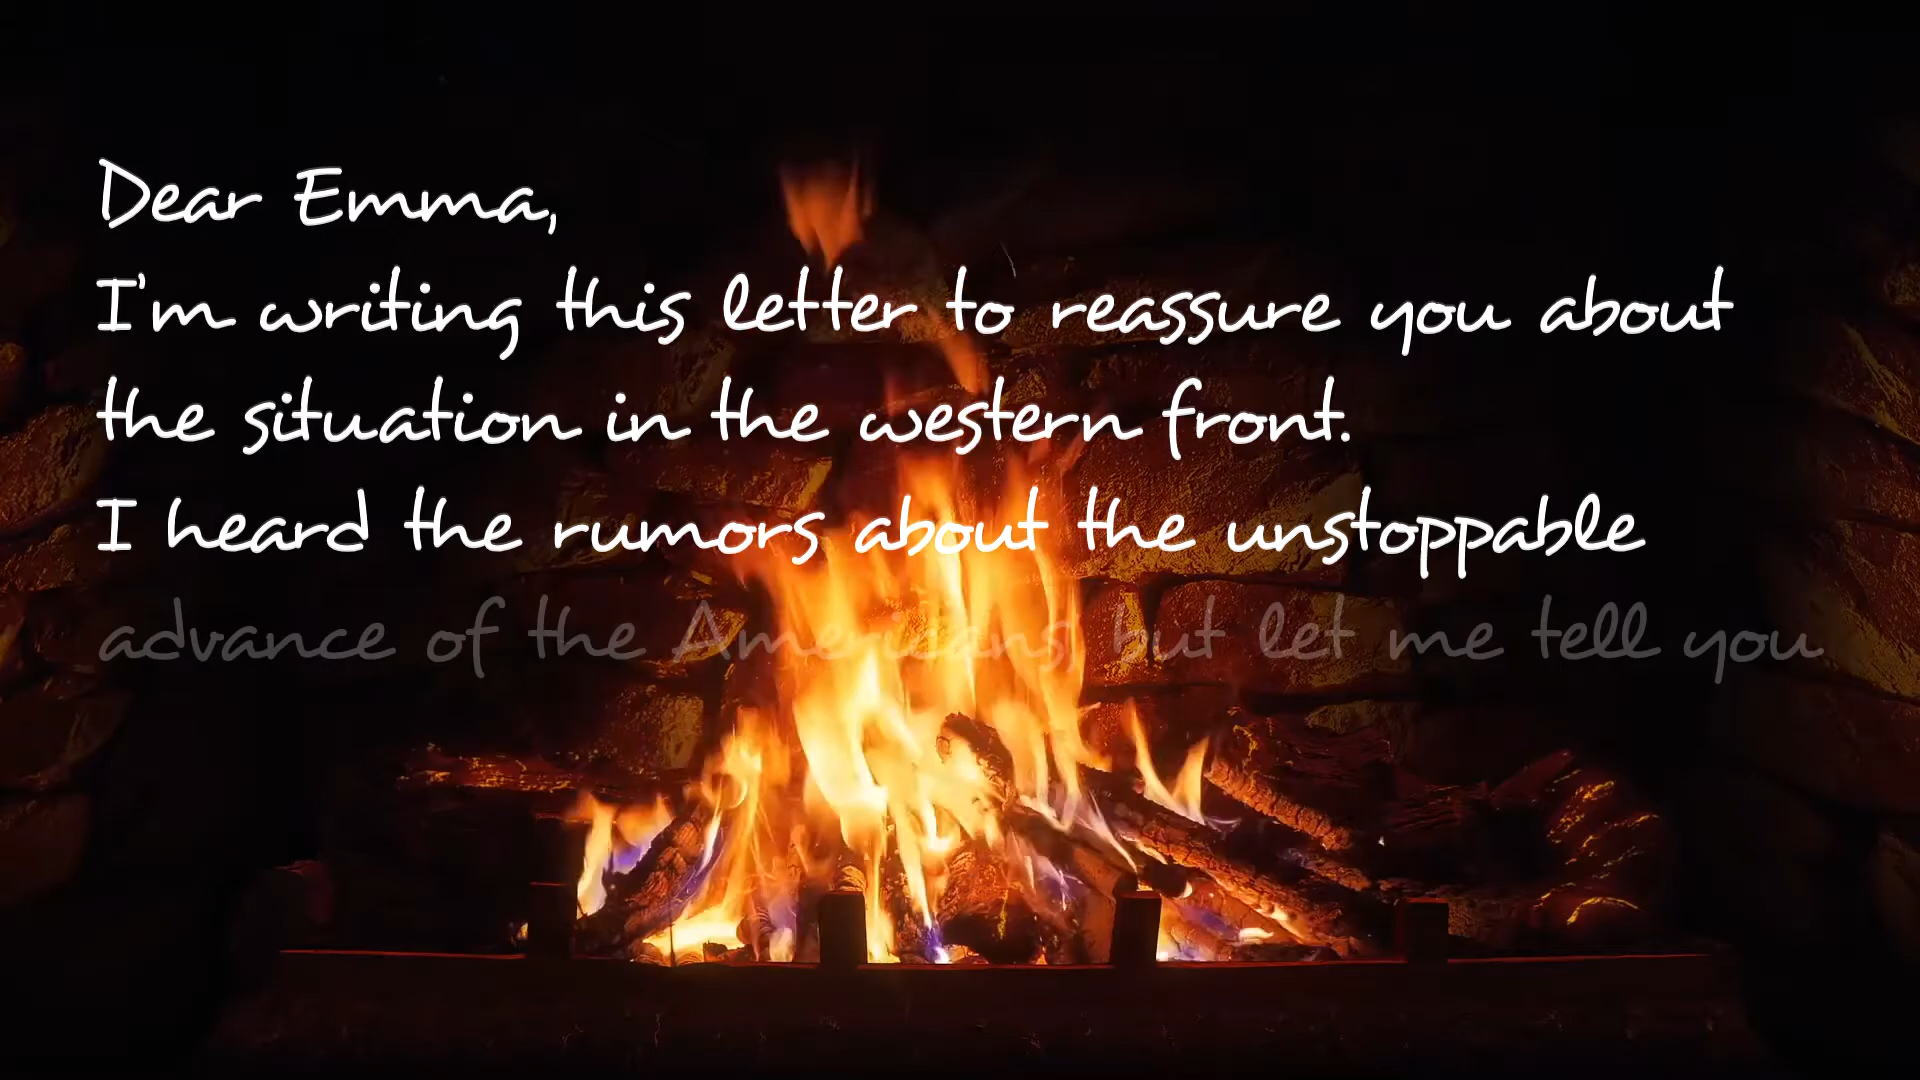 Dear Emma,
I'm writing this letter to reassure you about
the situation in the western front.
I heard the rumors about the unstoppable
advance of the Americans, but let me tell you